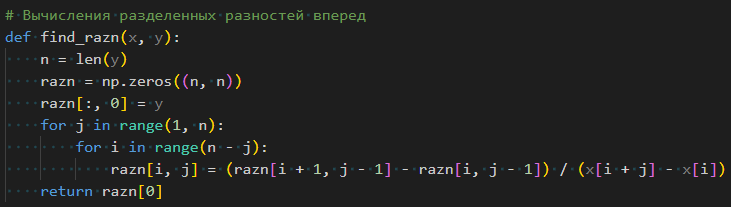 # Вычисления разделенных разностей вперед
def find_razn(x, y):
    n = len(y)
    razn = np.zeros((n, n))
    razn[:, 0] = y
    for j in range(1, n):
        for i in range(n - j):
            razn[i, j] = (razn[i + 1, j - 1] - razn[i, j - 1]) / (x[i + j] - x[i])
    return razn[0]